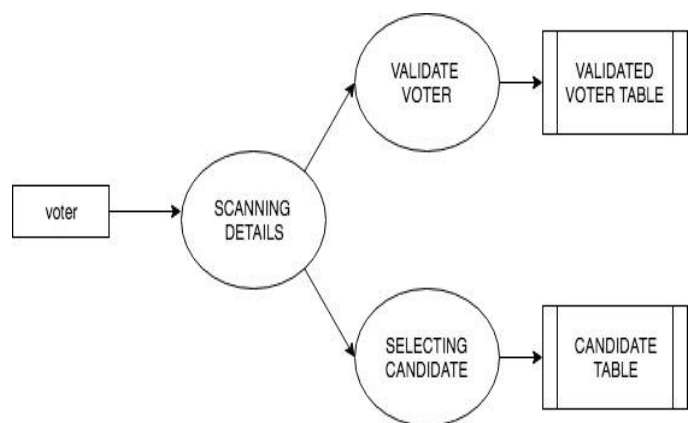 VALIDATE
VOTER
VALIDATED
VOTER TABLE
voter
SCANNING
DETAILS
SELECTING
CANDIDATE
CANDIDATE
TABLE